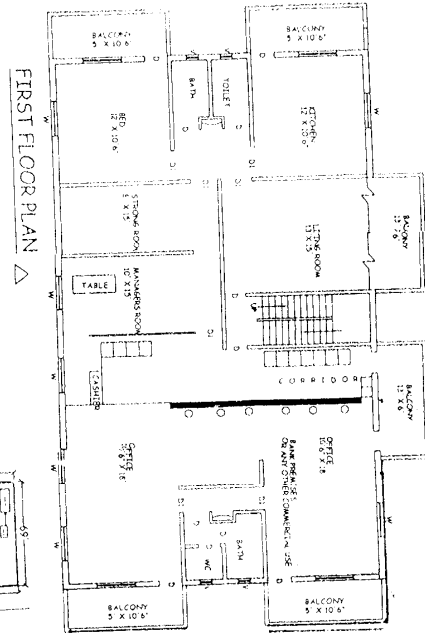 FIRST FLOOR PLAN
BALCONY
5' X 10'6"
BALCONY
5' X 10'6"
BATH
TOILET
BED
12' X 10'6"
KITCHEN
12' X 10'6"
BALCONY
STRONG ROOM
MANAGERS ROOM
10' X 15'
TABLE
CASHIER
CORRIDOR
BALCONY
OFFICE
OFFICE
BANK PREMISES
OR ANY OTHER COMMERCIAL USE
WC
BATH
BALCONY
5' X 10'6"
BALCONY
5' X 10'6"